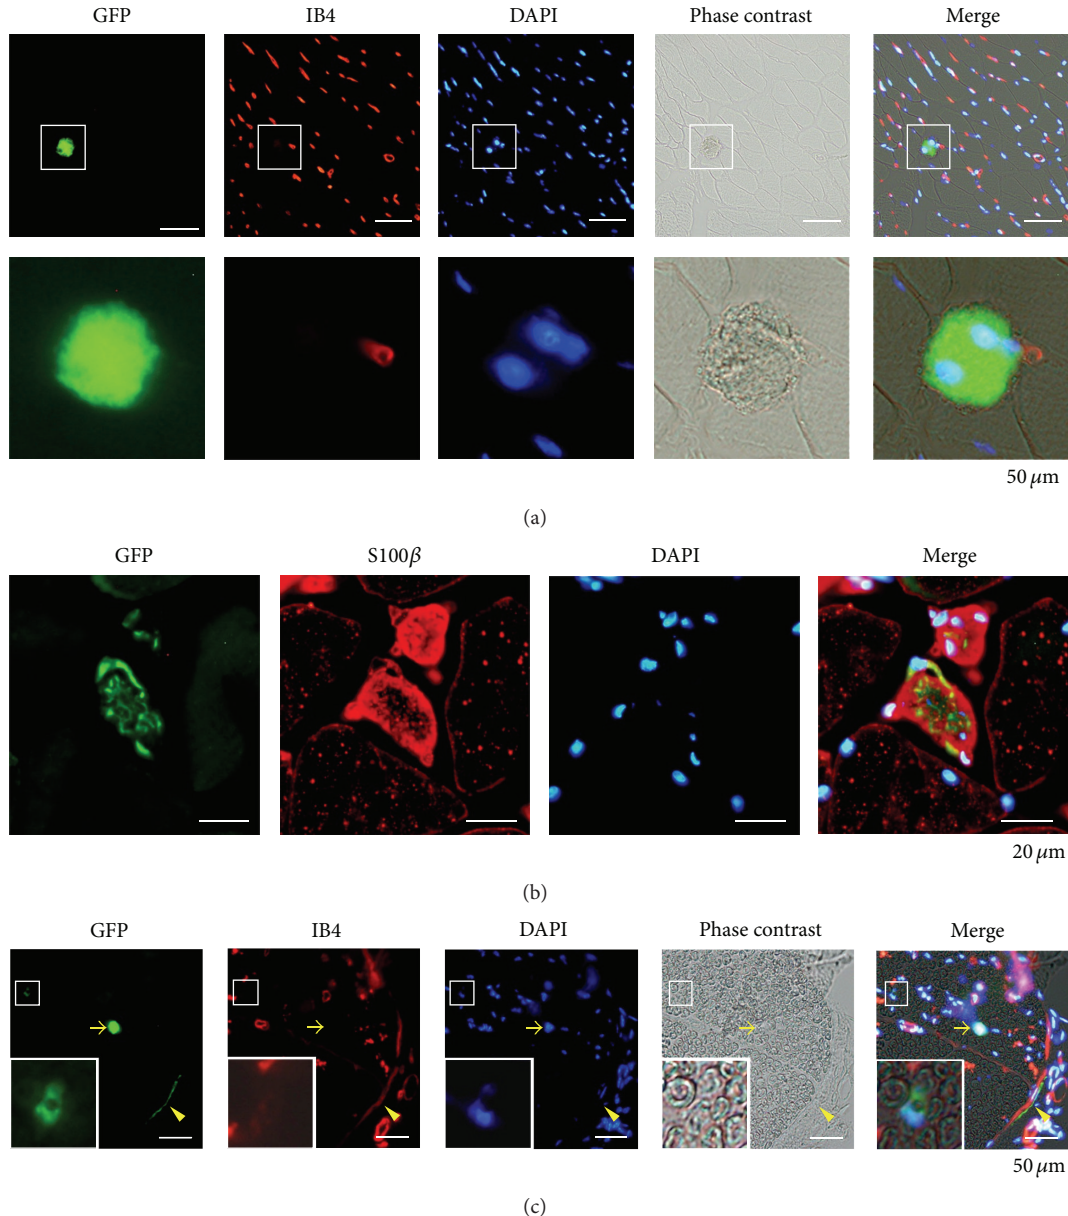 GFP IB4 DAPI Phase contrast Merge
50 μm
(a)
GFP S100β DAPI Merge
20 μm
(b)
GFP IB4 DAPI Phase contrast Merge
50 μm
(c)